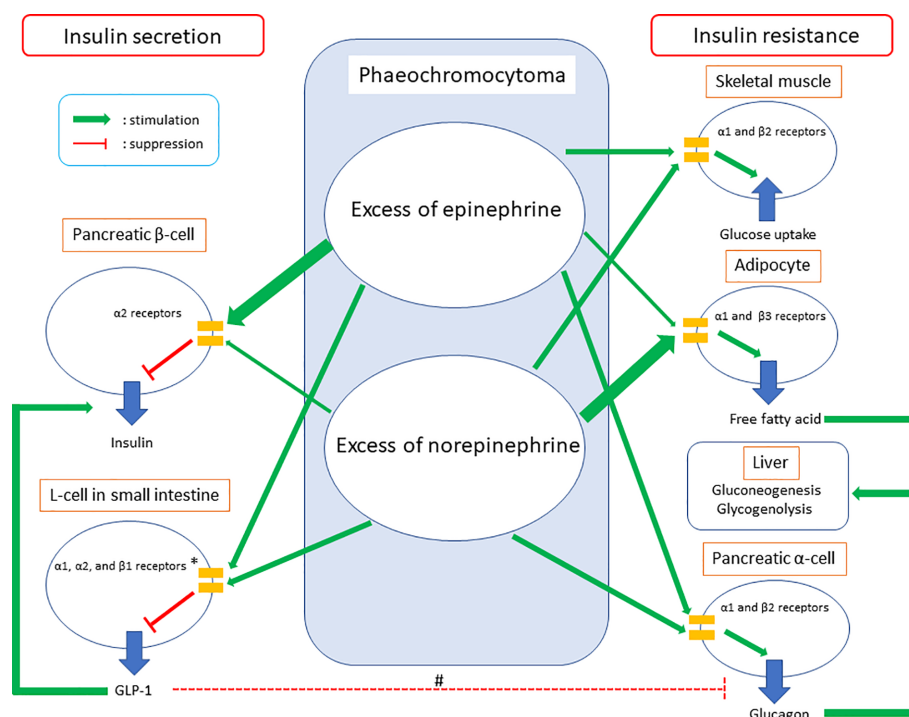 Insulin secretion
Insulin resistance
Phaeochromocytoma
: stimulation
: suppression
Excess of epinephrine
Excess of norepinephrine
Pancreatic β-cell
α2 receptors
Insulin
L-cell in small intestine
α1, α2, and β1 receptors *
GLP-1
#
Skeletal muscle
α1 and β2 receptors
Glucose uptake
Adipocyte
α1 and β3 receptors
Free fatty acid
Liver
Gluconeogenesis
Glycogenolysis
Pancreatic α-cell
α1 and β2 receptors
Glucagon